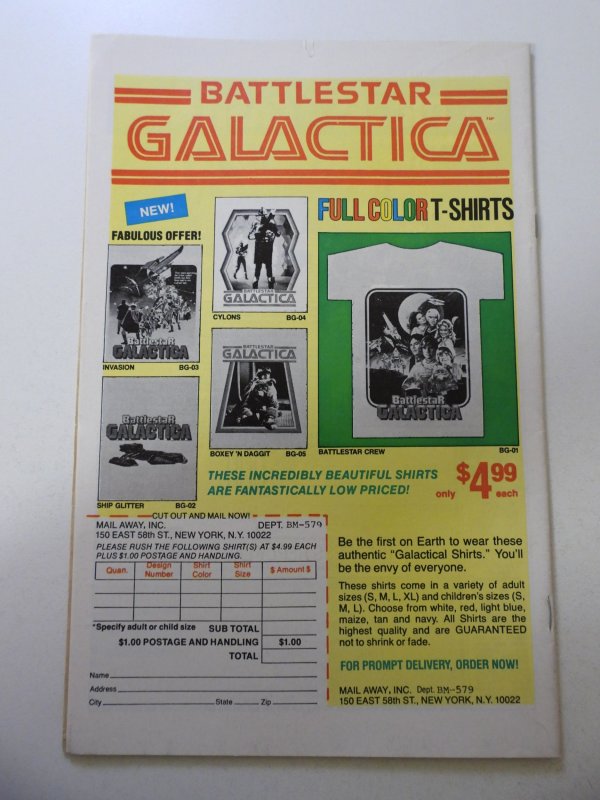 BATTLESTAR
GALACTICA™
NEW!
FABULOUS OFFER!
FULL COLOR T-SHIRTS
BattlestaR
GALACTICA
INVASION BG-03
BATTLESTAR
GALACTICA
CYLONS BG-04
BattlestaR
GALACTICA
SHIP GLITTER BG-02
BATTLESTAR
GALACTICA
BOXEY 'N DAGGIT BG-05
BattlestaR
GALACTICA
BATTLESTAR CREW BG-01
THESE INCREDIBLY BEAUTIFUL SHIRTS
ARE FANTASTICALLY LOW PRICED!
only $4.99 each
CUT OUT AND MAIL NOW!
MAIL AWAY, INC. DEPT. BM-579
150 EAST 58th ST., NEW YORK, N.Y. 10022
PLEASE RUSH THE FOLLOWING SHIRT(S) AT $4.99 EACH
PLUS $1.00 POSTAGE AND HANDLING.
Quan. Design Number Shirt Color Shirt Size $ Amount $
*Specify adult or child size SUB TOTAL
$1.00 POSTAGE AND HANDLING $1.00
TOTAL
Name
Address
City State Zip
Be the first on Earth to wear these
authentic "Galactical Shirts." You'll
be the envy of everyone.
These shirts come in a variety of adult
sizes (S, M, L, XL) and children's sizes (S,
M, L). Choose from white, red, light blue,
maize, tan and navy. All Shirts are the
highest quality and are GUARANTEED
not to shrink or fade.
FOR PROMPT DELIVERY, ORDER NOW!
MAIL AWAY, INC. Dept. BM-579
150 EAST 58th ST., NEW YORK, N.Y. 10022